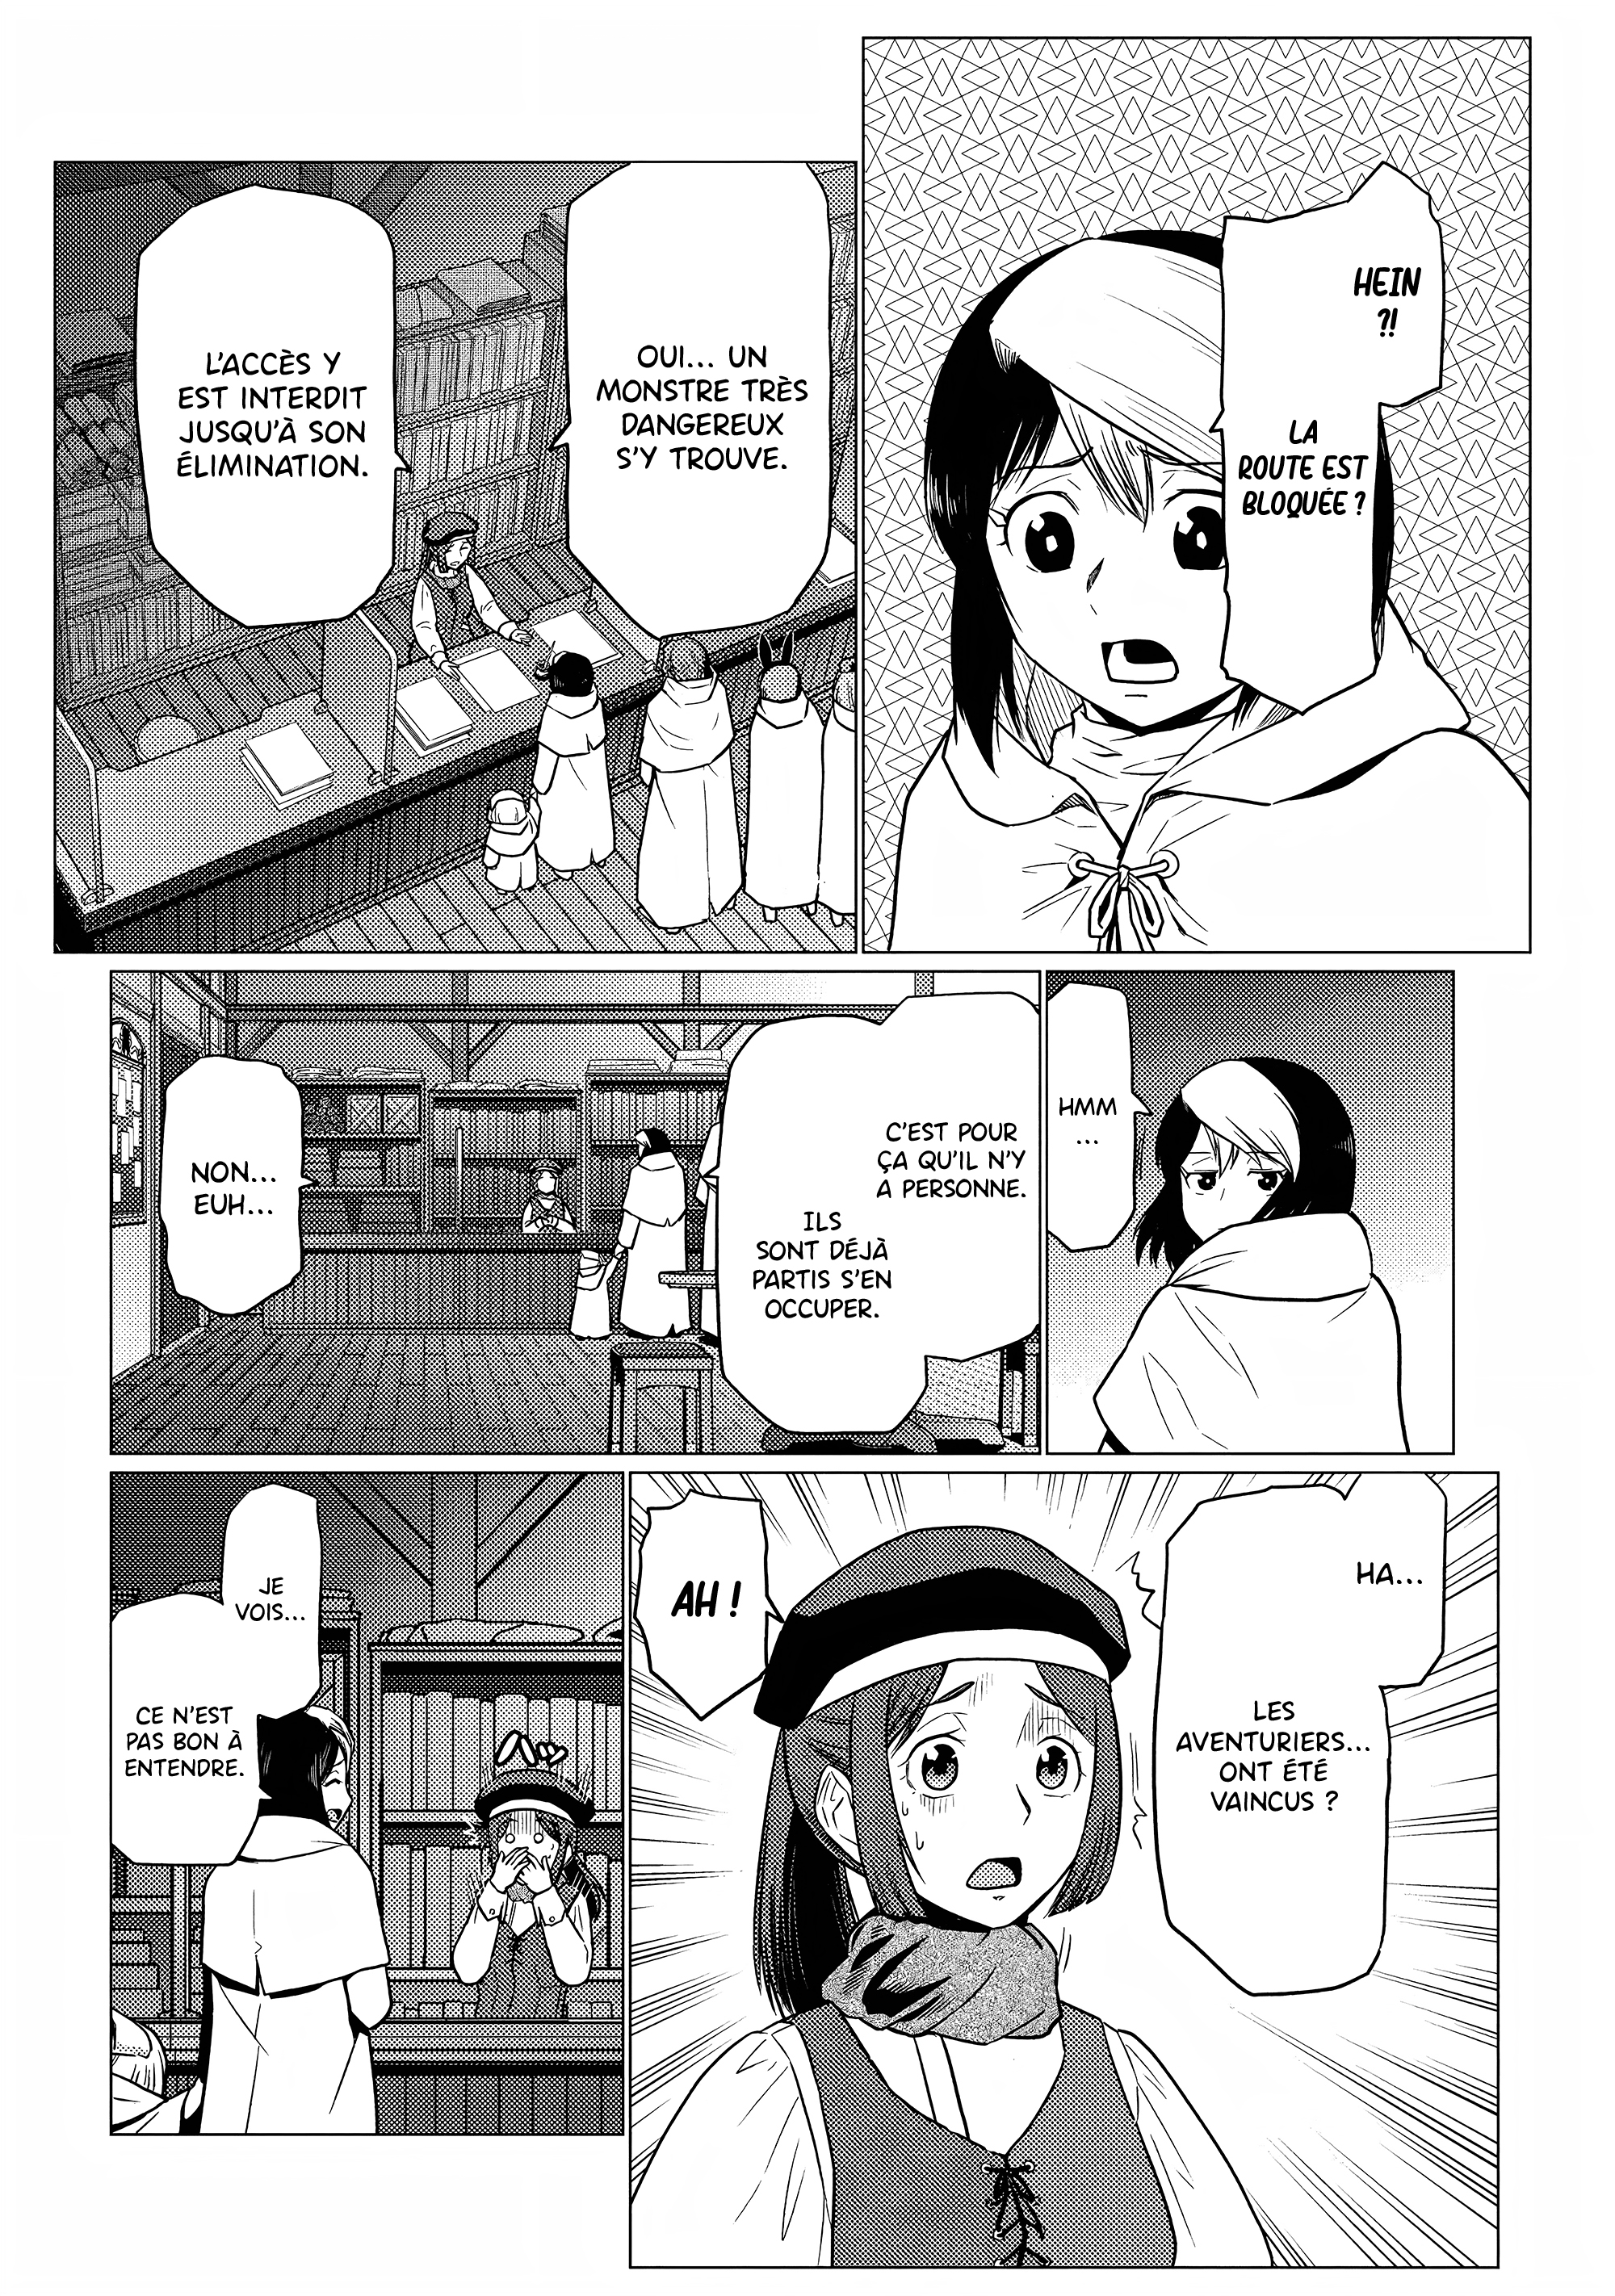 HEIN
?!
LA
ROUTE EST
BLOQUÉE ?
OUI... UN
MONSTRE TRÈS
DANGEREUX
S'Y TROUVE.
L'ACCÈS Y
EST INTERDIT
JUSQU'À SON
ÉLIMINATION.
HMM
...
C'EST POUR
ÇA QU'IL N'Y
A PERSONNE.
ILS
SONT DÉJÀ
PARTIS S'EN
OCCUPER.
NON...
EUH...
HA...
LES
AVENTURIERS...
ONT ÉTÉ
VAINCUS ?
AH !
JE
VOIS...
CE N'EST
PAS BON À
ENTENDRE.
ハッ